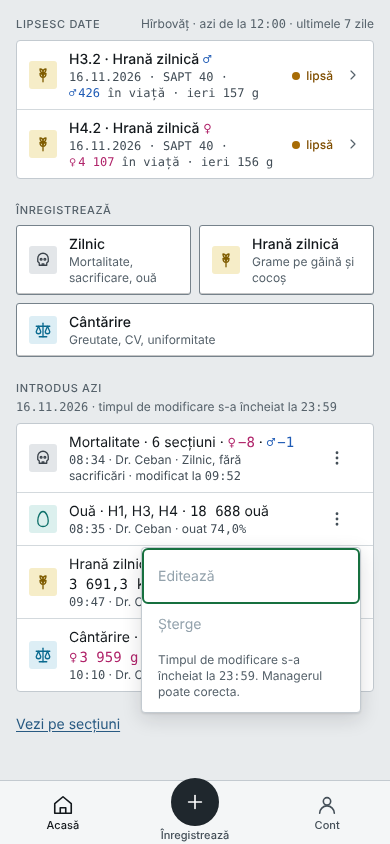 LIPSESC DATE
Hîrbovăț · azi de la 12:00 · ultimele 7 zile
H3.2 · Hrană zilnică ♂
16.11.2026 · SAPT 40 ·
♂426 în viață · ieri 157 g
lipsă
H4.2 · Hrană zilnică ♀
16.11.2026 · SAPT 40 ·
♀4 107 în viață · ieri 156 g
lipsă
ÎNREGISTREAZĂ
Zilnic
Mortalitate,
sacrificare, ouă
Hrană zilnică
Grame pe găină și
cocoș
Cântărire
Greutate, CV, uniformitate
INTRODUS AZI
16.11.2026 · timpul de modificare s-a încheiat la 23:59
Mortalitate · 6 secțiuni · ♀−8 · ♂−1
08:34 · Dr. Ceban · Zilnic, fără
sacrificări · modificat la 09:52
Ouă · H1, H3, H4 · 18 688 ouă
08:35 · Dr. Ceban · ouat 74,0%
Hrană zilni
3 691,3
09:47 · Dr. C
Cântărire ·
♀3 959 g
10:10 · Dr. C
Editează
Șterge
Timpul de modificare s-a
încheiat la 23:59. Managerul
poate corecta.
Vezi pe secțiuni
Acasă
Înregistrează
Cont